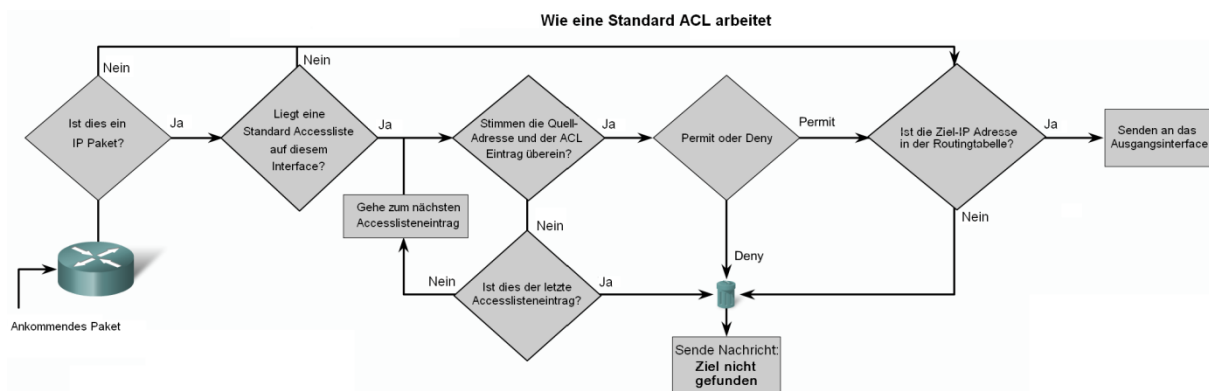 Wie eine Standard ACL arbeitet
Nein
Nein
Ist dies ein
IP Paket?
Ja
Liegt eine
Standard Accessliste
auf diesem
Interface?
Ja
Stimmen die Quell-
Adresse und der ACL
Eintrag überein?
Ja
Permit oder Deny
Permit
Ist die Ziel-IP Adresse
in der Routingtabelle?
Ja
Senden an das
Ausgangsinterface
Gehe zum nächsten
Accesslisteneintrag
Nein
Nein
Deny
Nein
Ist dies der letzte
Accesslisteneintrag?
Ja
Ankommendes Paket
Sende Nachricht:
Ziel nicht
gefunden